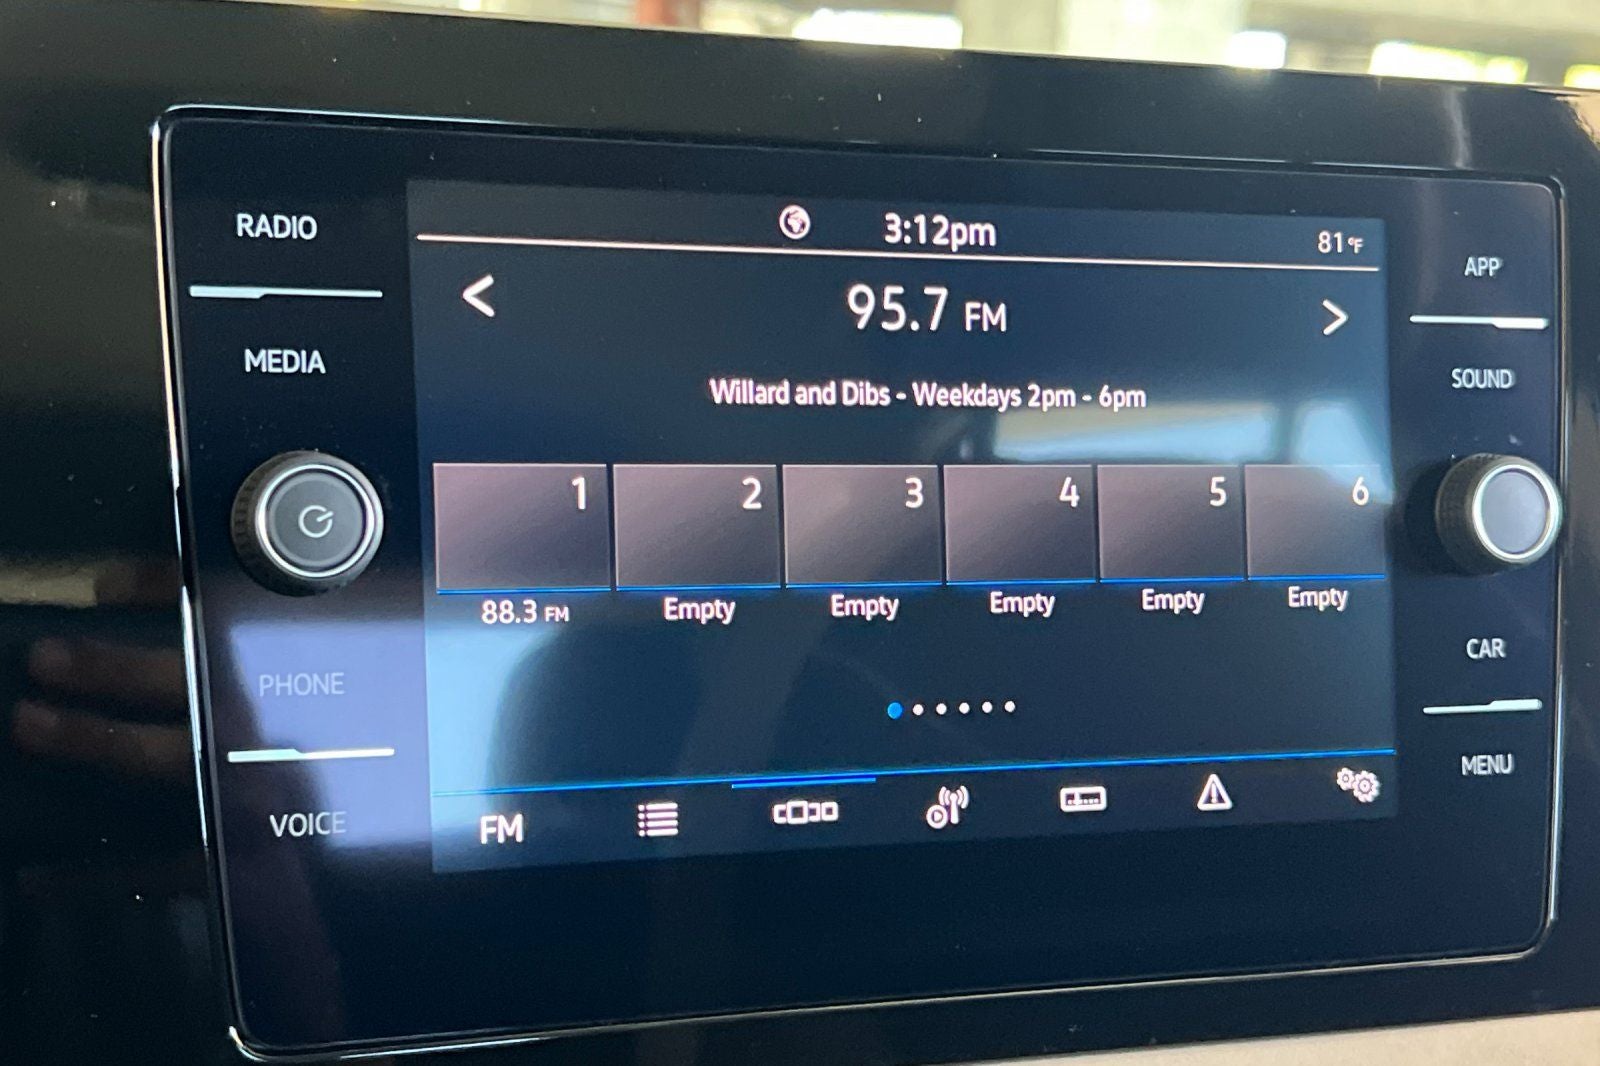 RADIO
MEDIA
PHONE
VOICE
3:12pm
81°F
< 95.7 FM >
Willard and Dibs - Weekdays 2pm - 6pm
1 2 3 4 5 6
88.3 FM Empty Empty Empty Empty Empty
FM
APP
SOUND
CAR
MENU